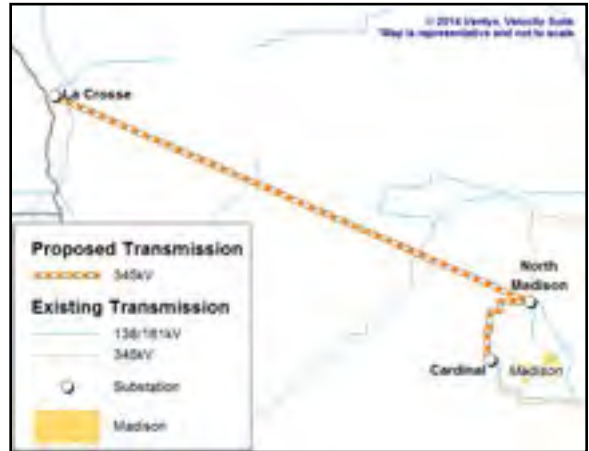 © 2014 Ventyx, Velocity Suite
*Map is representative and not to scale
La Crosse
Proposed Transmission
345kV
Existing Transmission
138/161kV
345kV
Substation
Madison
North
Madison
Cardinal
Madison